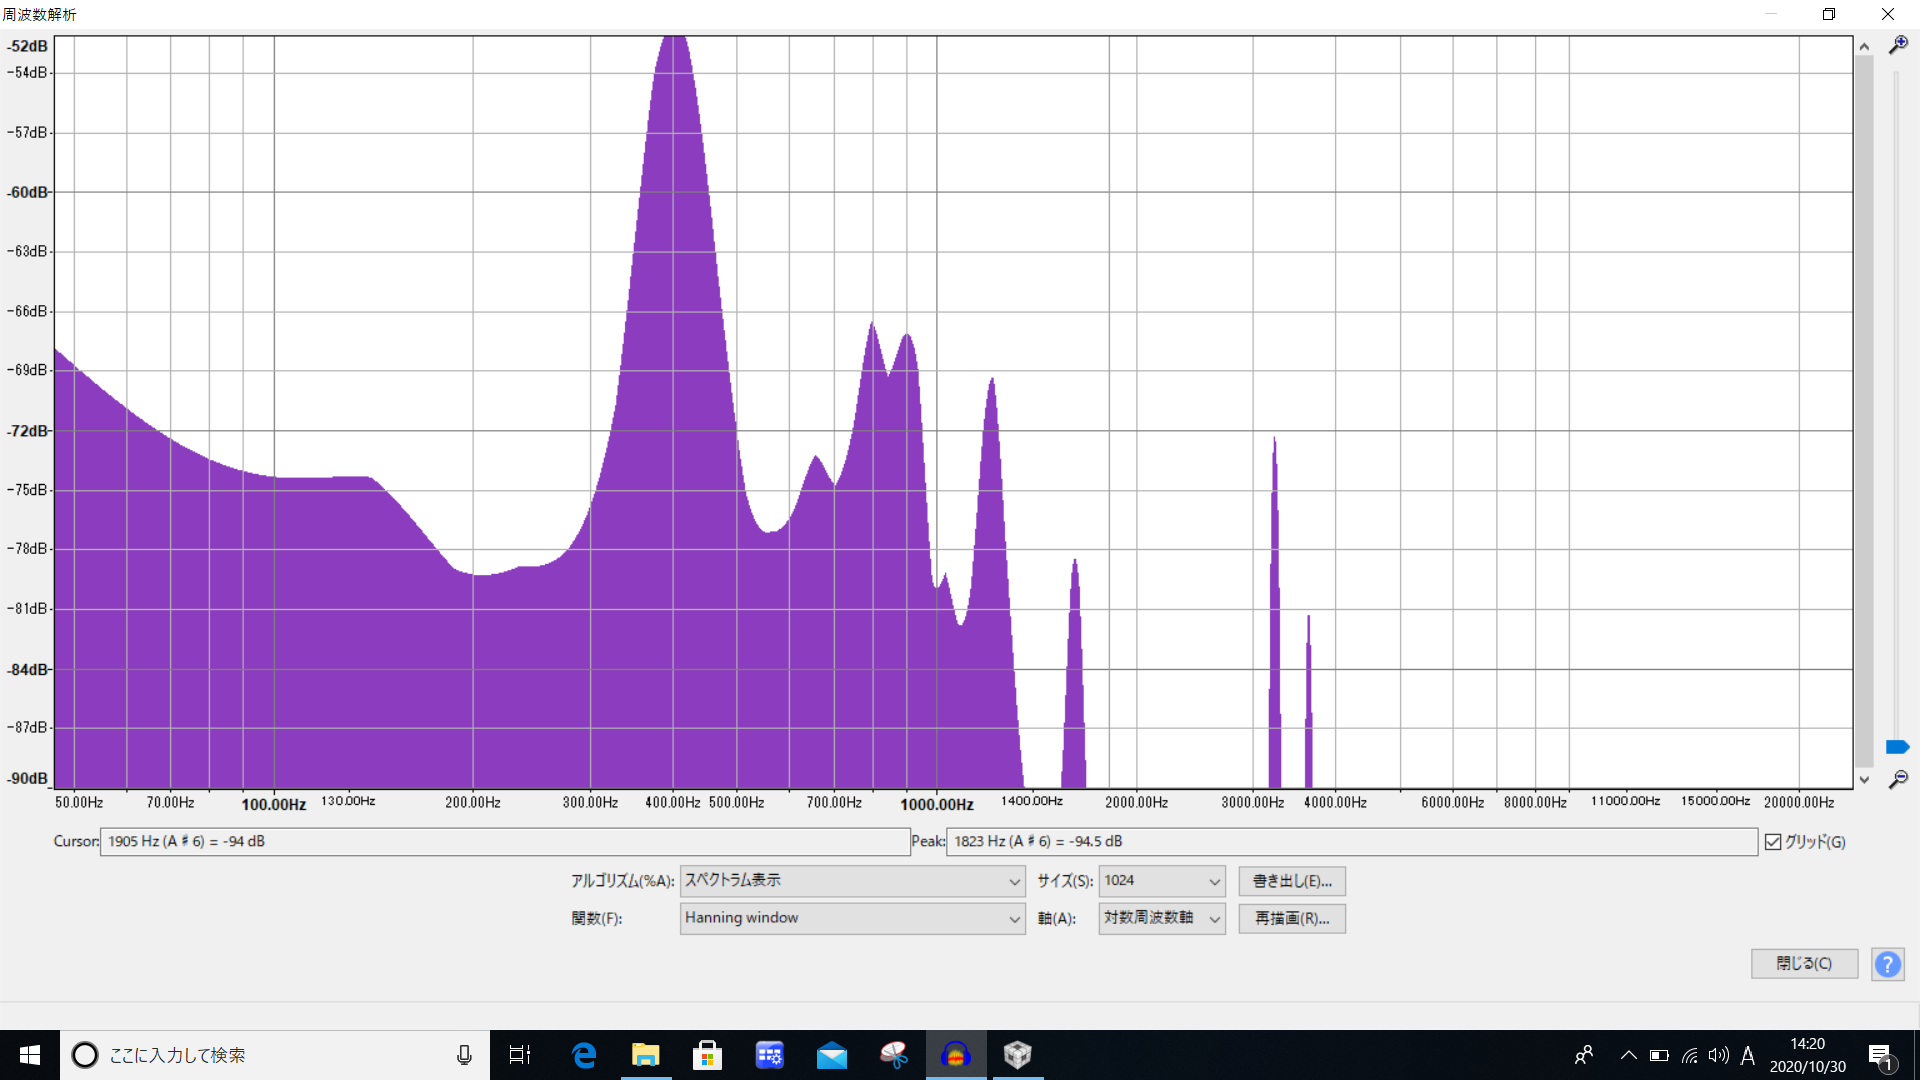 周波数解析
-52dB
-54dB
-57dB
-60dB
-63dB
-66dB
-69dB
-72dB
-75dB
-78dB
-81dB
-84dB
-87dB
-90dB
50.00Hz 70.00Hz 100.00Hz 130.00Hz 200.00Hz 300.00Hz 400.00Hz 500.00Hz 700.00Hz 1000.00Hz 1400.00Hz 2000.00Hz 3000.00Hz 4000.00Hz 6000.00Hz 8000.00Hz 11000.00Hz 15000.00Hz 20000.00Hz
Cursor: 1905 Hz (A♯6) = -94 dB Peak: 1823 Hz (A♯6) = -94.5 dB グリッド(G)
アルゴリズム(%A): スペクトラム表示 サイズ(S): 1024 書き出し(E)...
関数(F): Hanning window 軸(A): 対数周波数軸 再描画(R)...
閉じる(C) ?
ここに入力して検索 A 14:20
2020/10/30 1